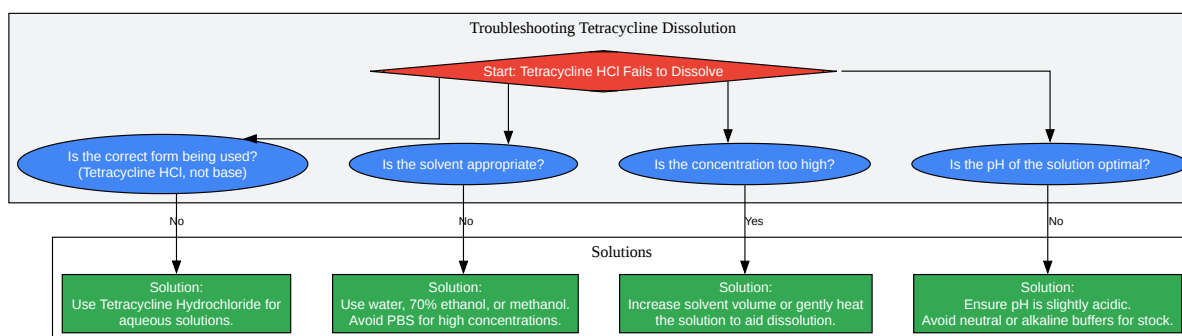 Troubleshooting Tetracycline Dissolution
Start: Tetracycline HCl Fails to Dissolve
Is the correct form being used?
(Tetracycline HCl, not base)
Is the solvent appropriate?
Is the concentration too high?
Is the pH of the solution optimal?
No
No
Yes
No
Solutions
Solution:
Use Tetracycline Hydrochloride for
aqueous solutions.
Solution:
Use water, 70% ethanol, or methanol.
Avoid PBS for high concentrations.
Solution:
Increase solvent volume or gently heat
the solution to aid dissolution.
Solution:
Ensure pH is slightly acidic.
Avoid neutral or alkaline buffers for stock.